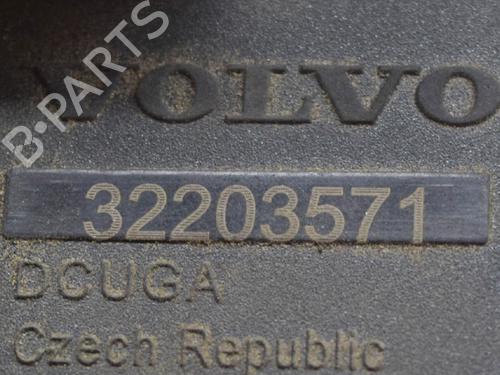 B-PARTS
VOLVO
32203571
DCUGA
Czech Republic